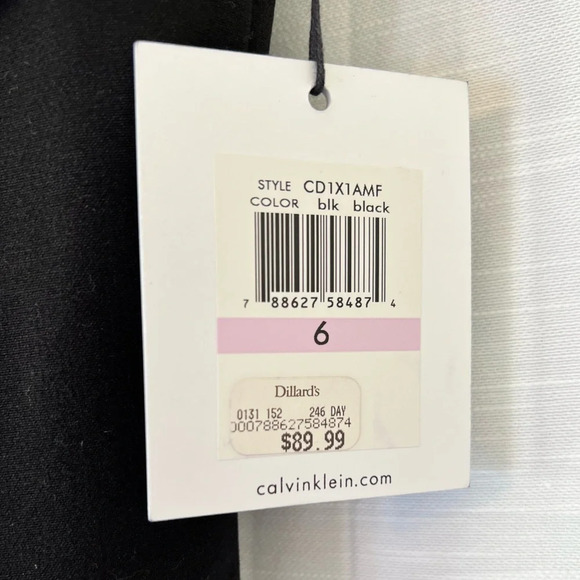 STYLE CD1X1AMF
COLOR blk black
7 88627 58487 4
6
Dillard's
0131 152 246 DAY
000788627584874
$89.99
calvinklein.com